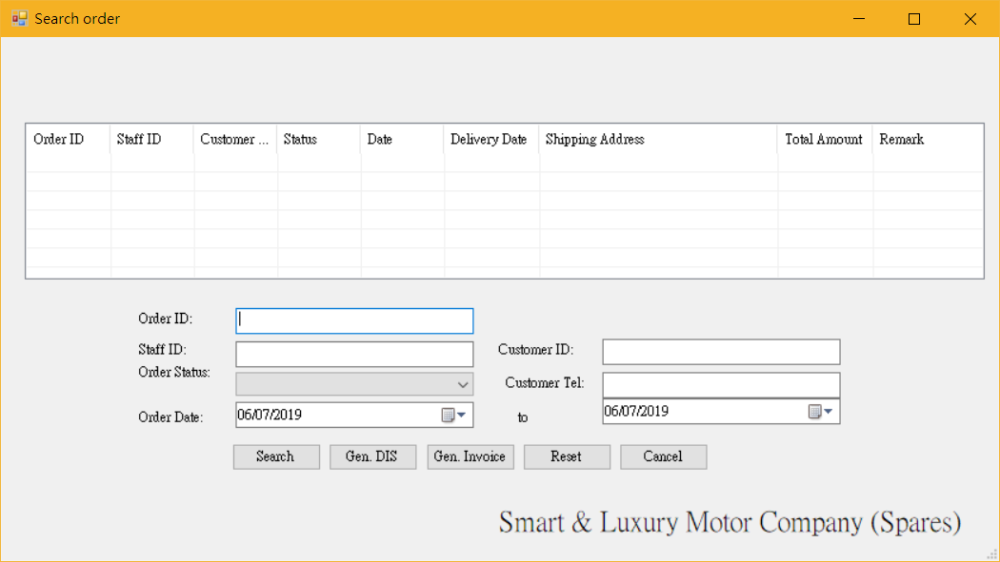 Search order
Order ID Staff ID Customer ... Status Date Delivery Date Shipping Address Total Amount Remark
Order ID:
Staff ID: Customer ID:
Order Status:
Customer Tel:
Order Date: 06/07/2019 to 06/07/2019
Search Gen. DIS Gen. Invoice Reset Cancel
Smart & Luxury Motor Company (Spares)